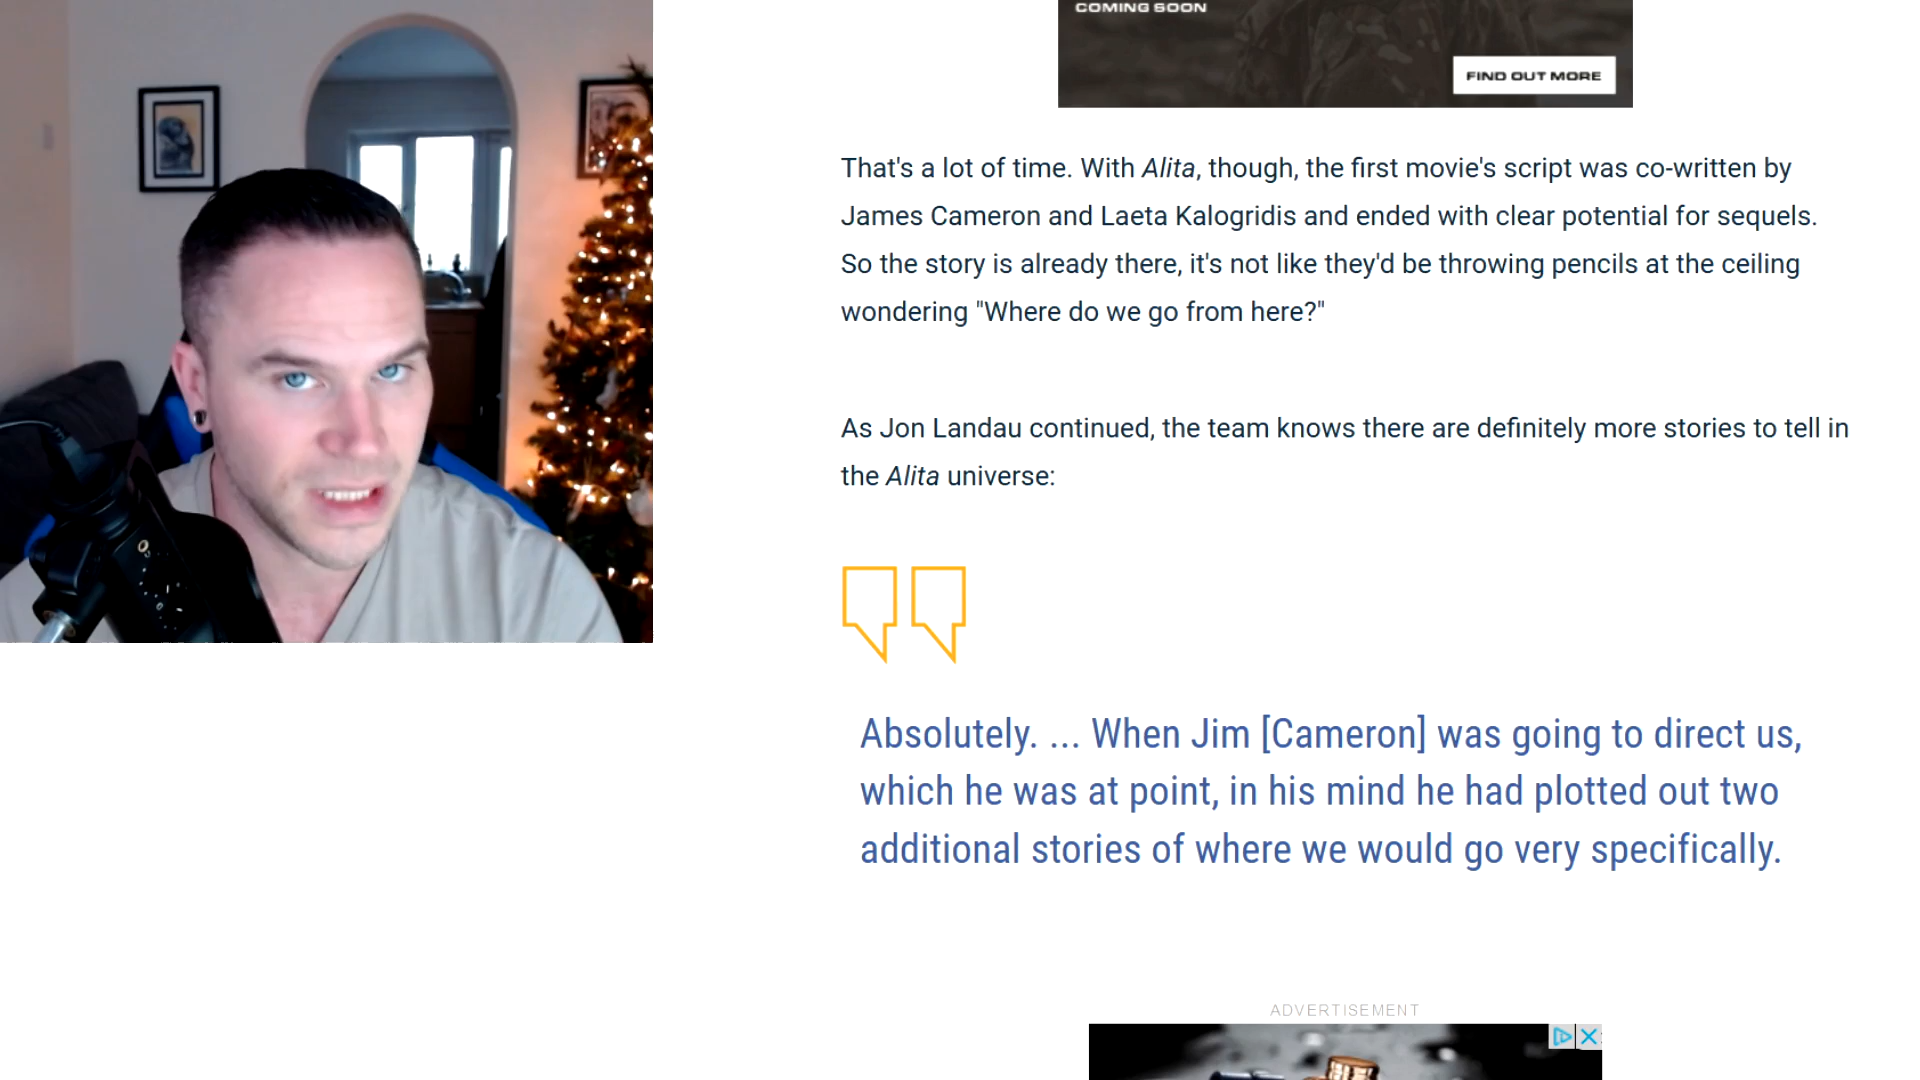 COMING SOON
FIND OUT MORE
That's a lot of time. With Alita, though, the first movie's script was co-written by
James Cameron and Laeta Kalogridis and ended with clear potential for sequels.
So the story is already there, it's not like they'd be throwing pencils at the ceiling
wondering "Where do we go from here?"
As Jon Landau continued, the team knows there are definitely more stories to tell in
the Alita universe:
Absolutely. ... When Jim [Cameron] was going to direct us,
which he was at point, in his mind he had plotted out two
additional stories of where we would go very specifically.
ADVERTISEMENT